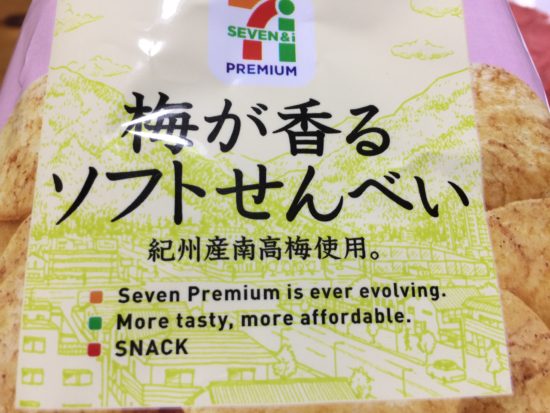 SEVEN&i
PREMIUM
梅が香る
ソフトせんべい
紀州産南高梅使用。
Seven Premium is ever evolving.
More tasty, more affordable.
SNACK